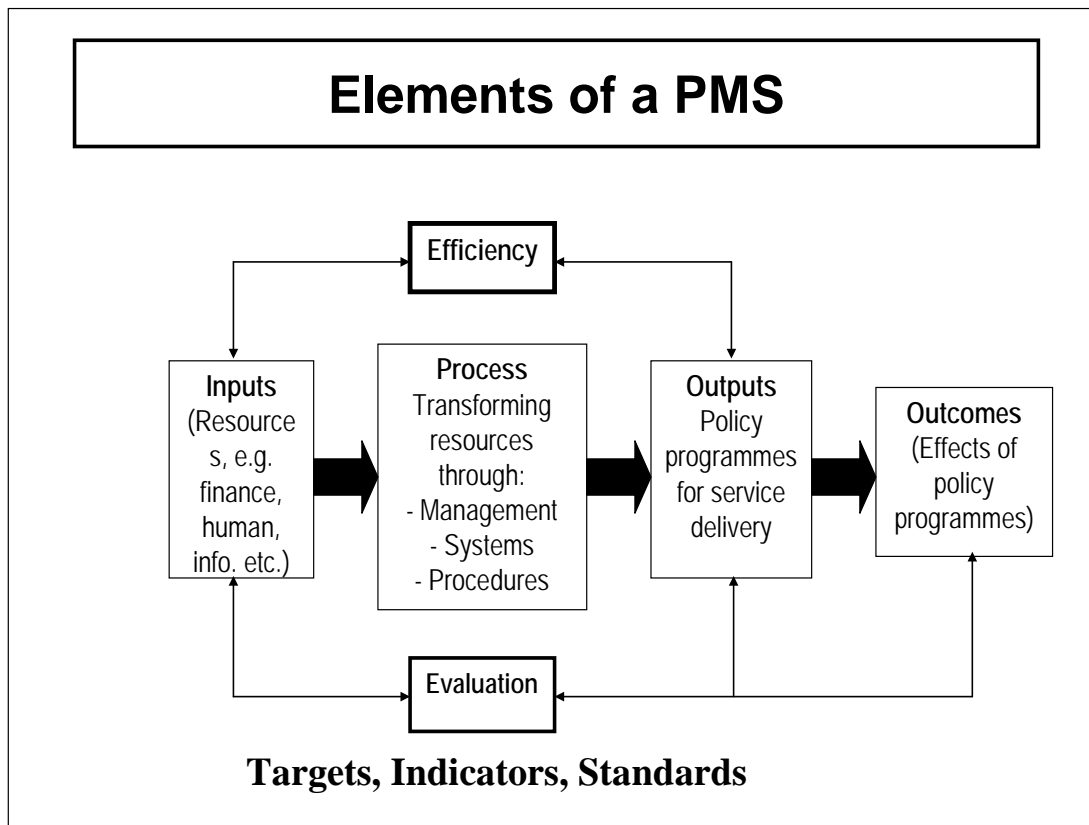 Elements of a PMS
Efficiency
Inputs
(Resource
s, e.g.
finance,
human,
info. etc.)
Process
Transforming
resources
through:
- Management
- Systems
- Procedures
Outputs
Policy
programmes
for service
delivery
Outcomes
(Effects of
policy
programmes)
Evaluation
Targets, Indicators, Standards